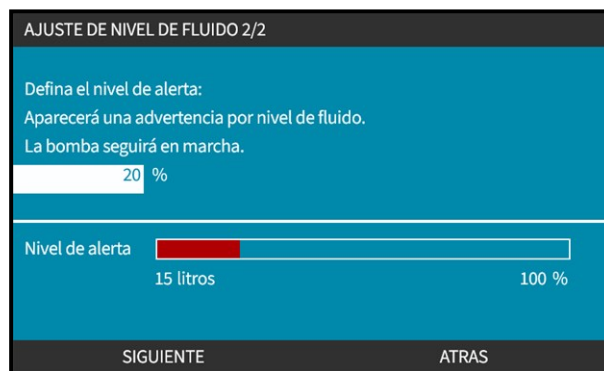 AJUSTE DE NIVEL DE FLUIDO 2/2
Defina el nivel de alerta:
Aparecerá una advertencia por nivel de fluido.
La bomba seguirá en marcha.
20 %
Nivel de alerta
15 litros 100 %
SIGUIENTE ATRAS